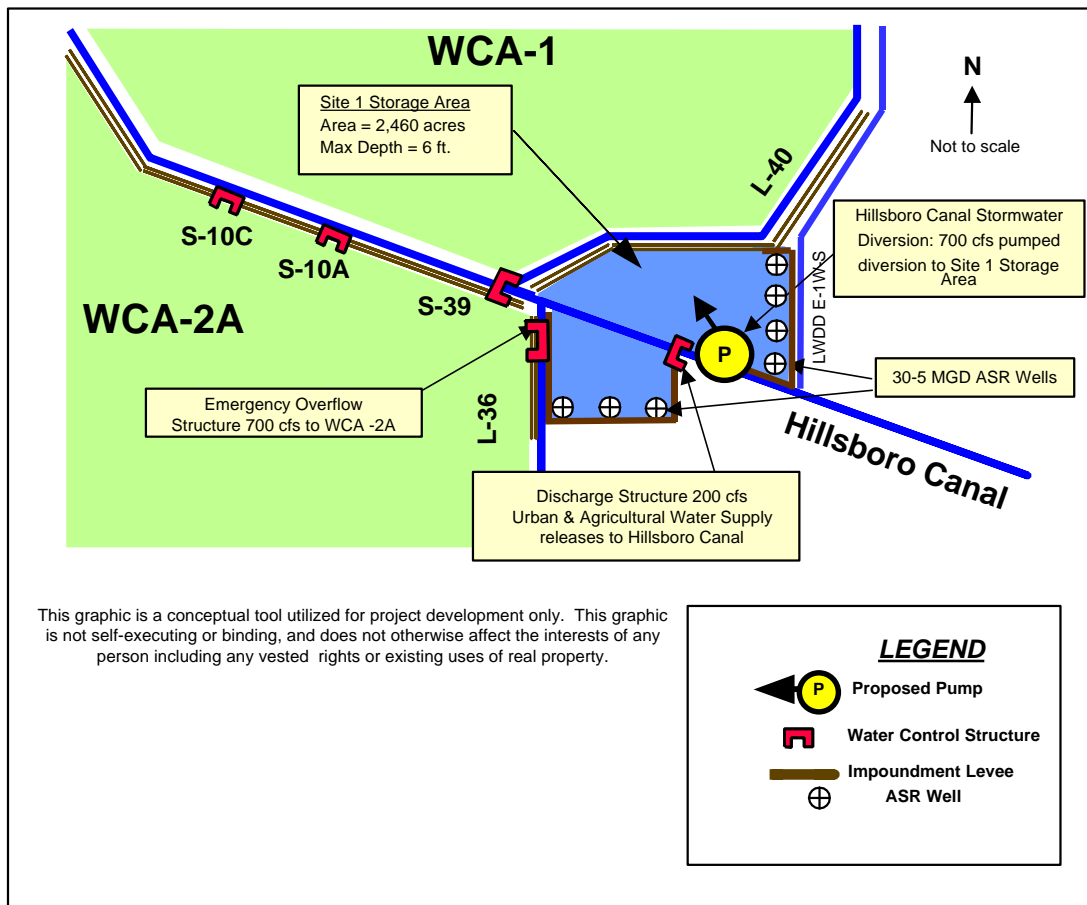 WCA-1
N
Not to scale
Site 1 Storage Area
Area = 2,460 acres
Max Depth = 6 ft.
L-40
Hillsboro Canal Stormwater
Diversion: 700 cfs pumped
diversion to Site 1 Storage
Area
S-10C
S-10A
S-39
WCA-2A
LWDD E-1W-S
P
30-5 MGD ASR Wells
Emergency Overflow
Structure 700 cfs to WCA -2A
L-36
Hillsboro Canal
Discharge Structure 200 cfs
Urban & Agricultural Water Supply
releases to Hillsboro Canal
This graphic is a conceptual tool utilized for project development only. This graphic
is not self-executing or binding, and does not otherwise affect the interests of any
person including any vested rights or existing uses of real property.
LEGEND
P
Proposed Pump
Water Control Structure
Impoundment Levee
ASR Well